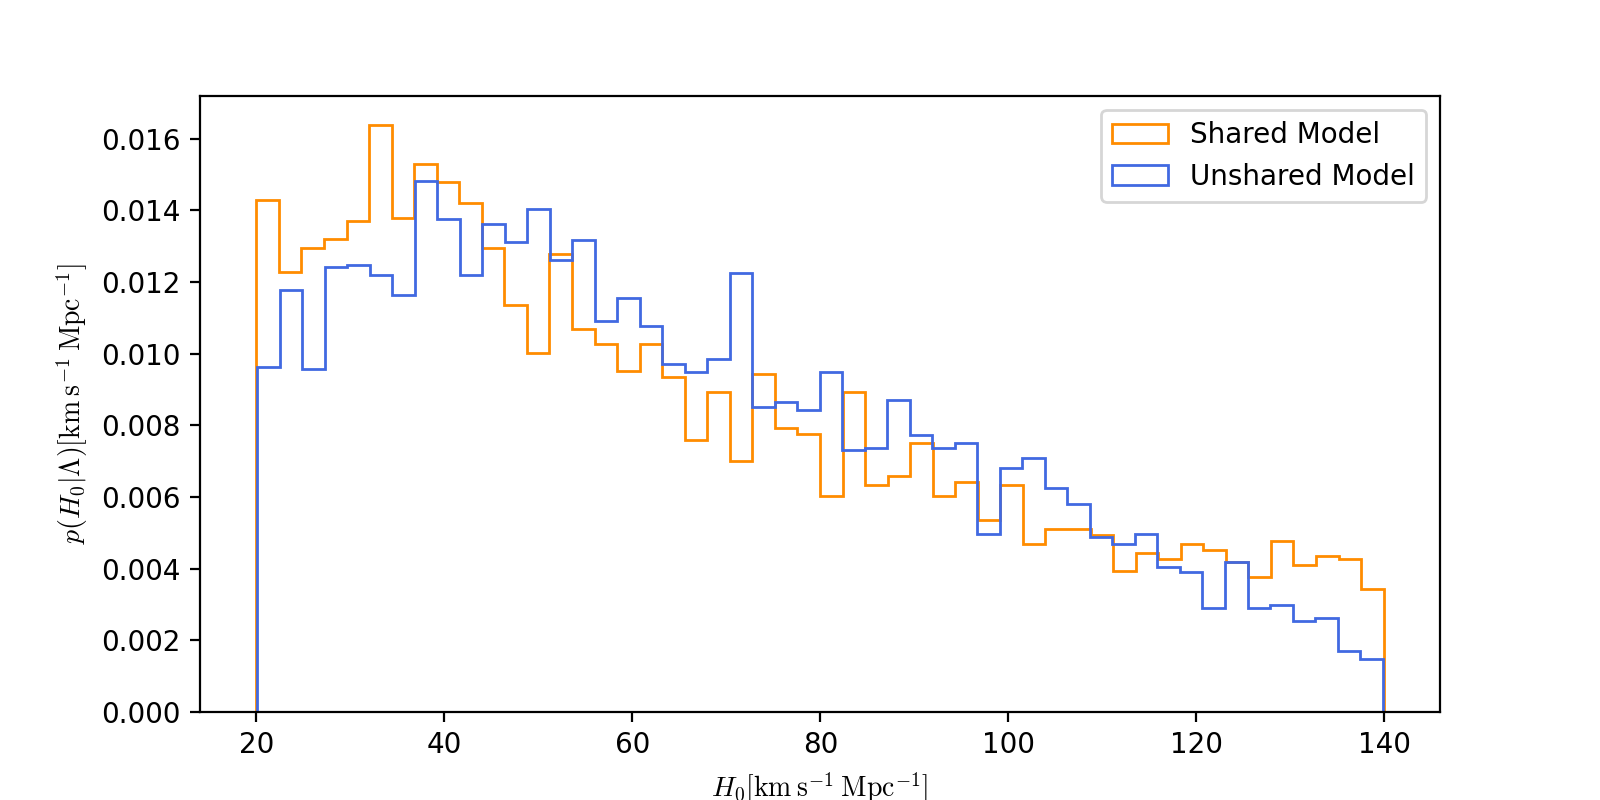 Shared Model
Unshared Model
0.016
0.014
0.012
0.010
0.008
0.006
0.004
0.002
0.000
p(H₀|Λ)[km s⁻¹ Mpc⁻¹]
20 40 60 80 100 120 140
H₀[km s⁻¹ Mpc⁻¹]